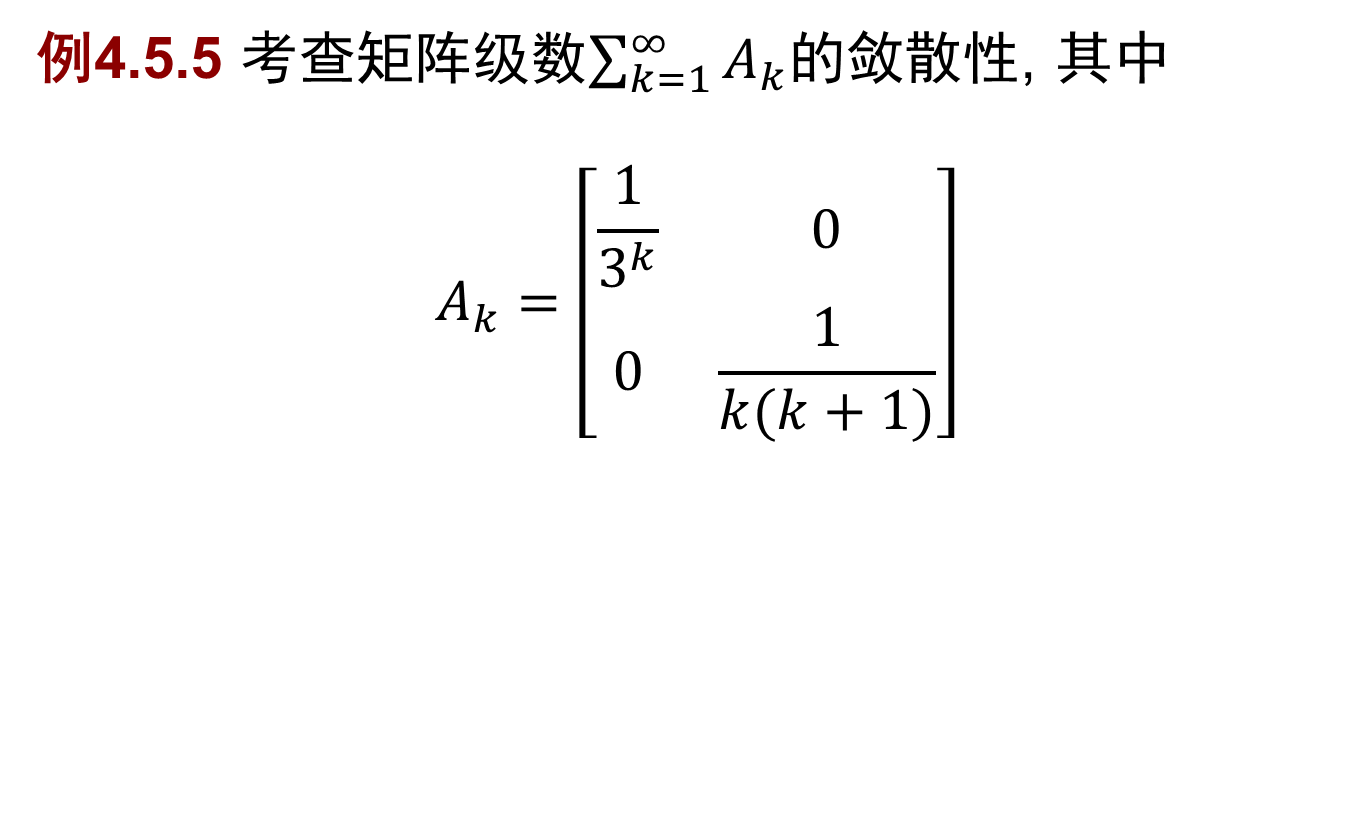 例4.5.5 考查矩阵级数∑_{k=1}^{∞} A_k的敛散性, 其中
A_k = [ 1/3^k  0 ; 0  1/(k(k + 1)) ]